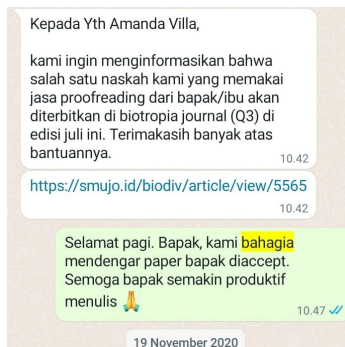 Kepada Yth Amanda Villa,
kami ingin menginformasikan bahwa
salah satu naskah kami yang memakai
jasa proofreading dari bapak/ibu akan
diterbitkan di biotropia journal (Q3) di
edisi juli ini. Terimakasih banyak atas
bantuannya.
10.42
https://smujo.id/biodiv/article/view/5565
10.42
Selamat pagi. Bapak, kami bahagia
mendengar paper bapak diaccept.
Semoga bapak semakin produktif
menulis 🙏
10.47
19 November 2020